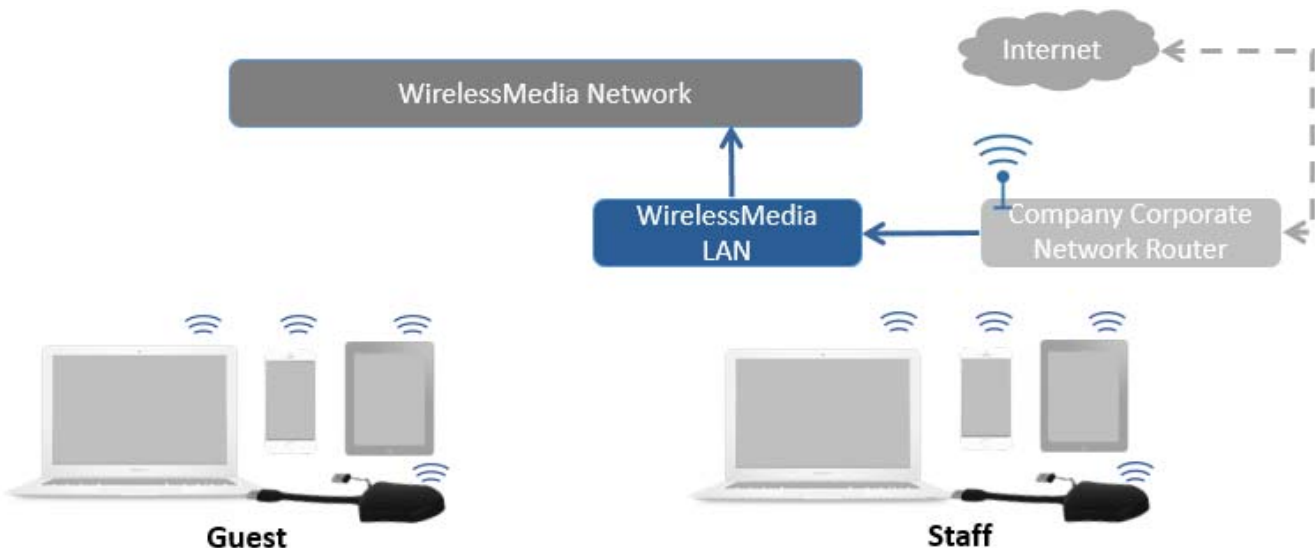 Internet
WirelessMedia Network
WirelessMedia
LAN
Company Corporate
Network Router
Guest
Staff